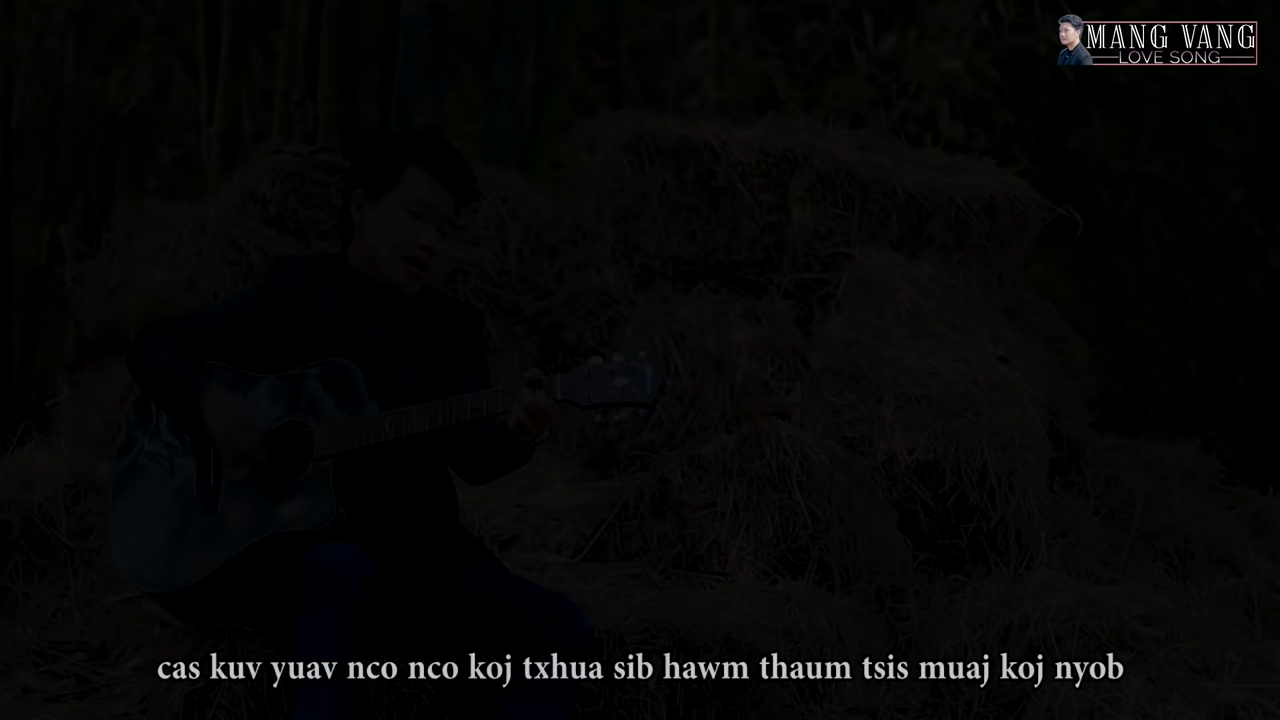 MANG VANG
LOVE SONG
cas kuv yuav nco nco koj txhua sib hawm thaum tsis muaj koj nyob